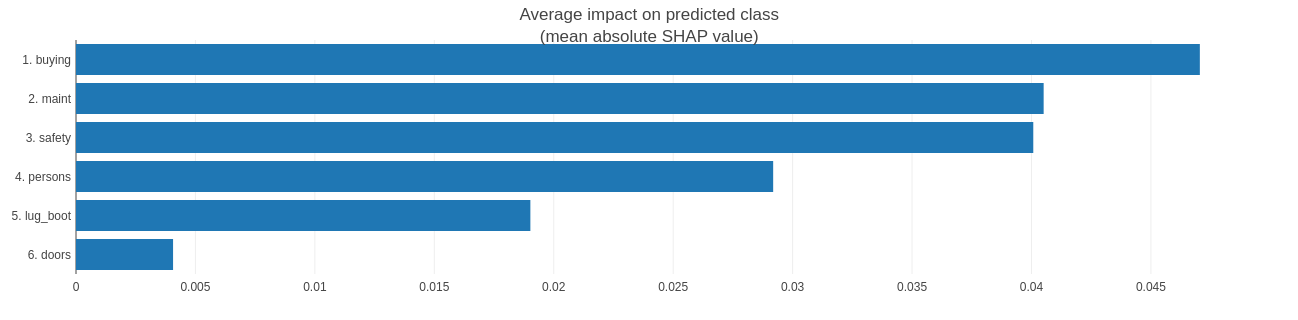 Average impact on predicted class
(mean absolute SHAP value)
1. buying
2. maint
3. safety
4. persons
5. lug_boot
6. doors
0 0.005 0.01 0.015 0.02 0.025 0.03 0.035 0.04 0.045